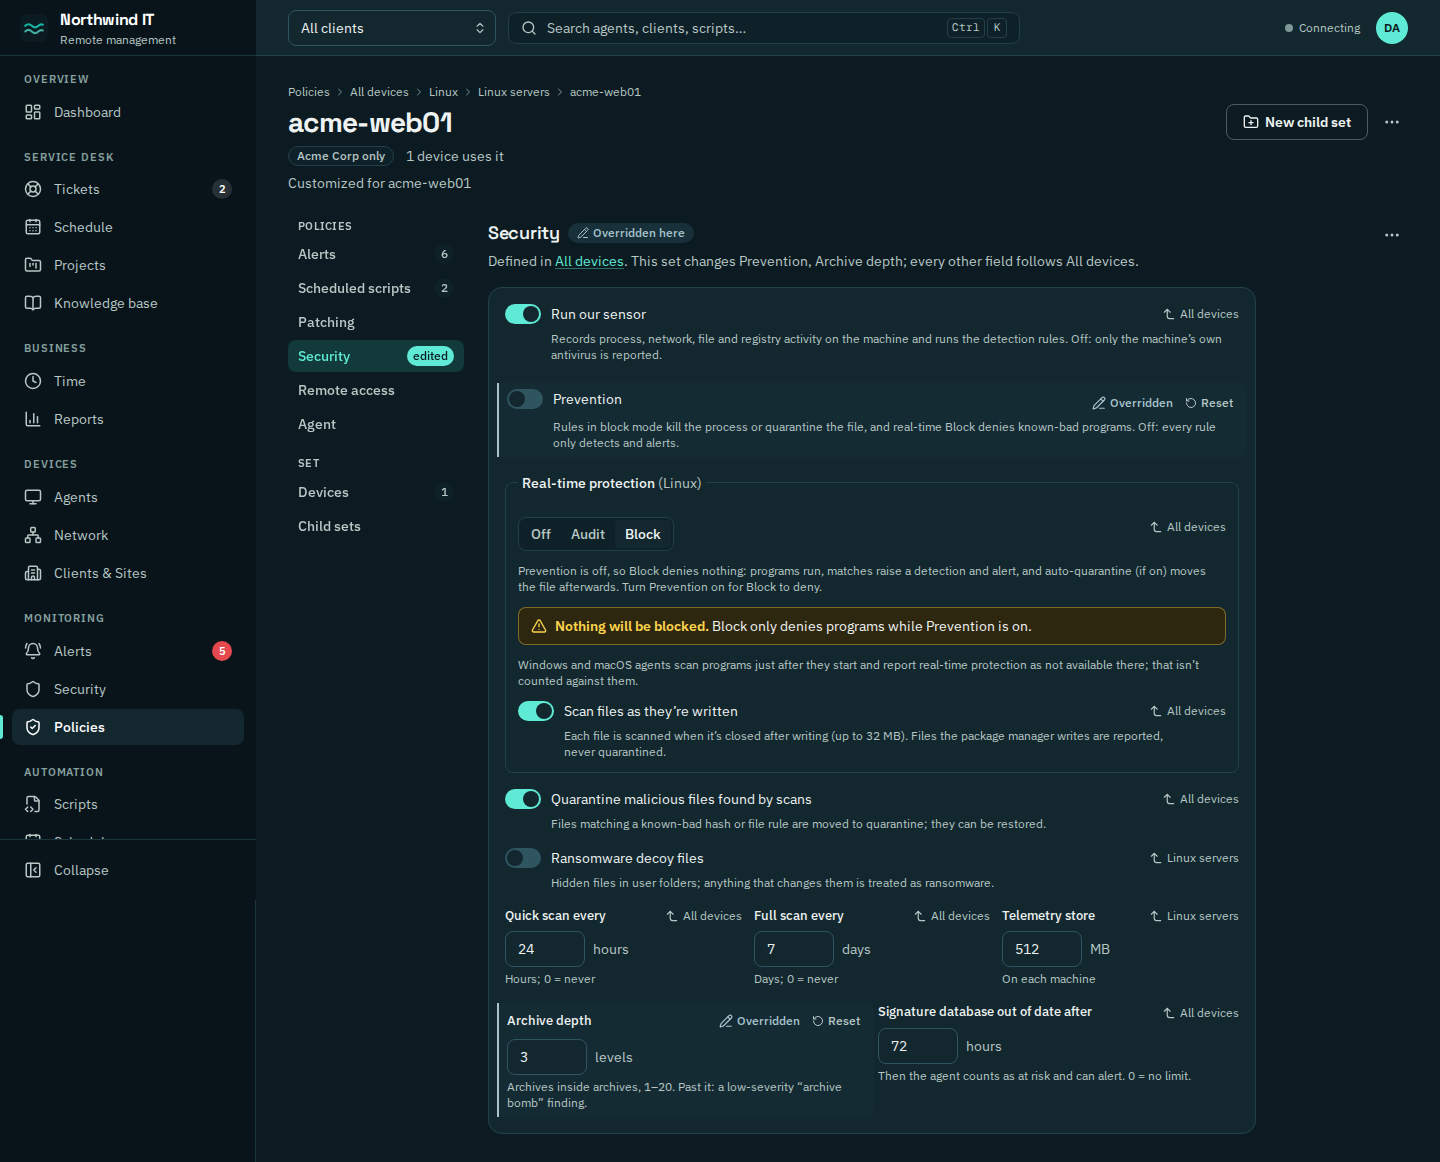 Northwind IT
Remote management
All clients
Search agents, clients, scripts...
Ctrl K
Connecting
DA
OVERVIEW
Dashboard
SERVICE DESK
Tickets 2
Schedule
Projects
Knowledge base
BUSINESS
Time
Reports
DEVICES
Agents
Network
Clients & Sites
MONITORING
Alerts 5
Security
Policies
AUTOMATION
Scripts
Collapse
Policies > All devices > Linux > Linux servers > acme-web01
acme-web01
New child set
Acme Corp only 1 device uses it
Customized for acme-web01
POLICIES
Alerts 6
Scheduled scripts 2
Patching
Security edited
Remote access
Agent
SET
Devices 1
Child sets
Security Overridden here
Defined in All devices. This set changes Prevention, Archive depth; every other field follows All devices.
Run our sensor All devices
Records process, network, file and registry activity on the machine and runs the detection rules. Off: only the machine’s own
antivirus is reported.
Prevention Overridden Reset
Rules in block mode kill the process or quarantine the file, and real-time Block denies known-bad programs. Off: every rule
only detects and alerts.
Real-time protection (Linux)
Off Audit Block All devices
Prevention is off, so Block denies nothing: programs run, matches raise a detection and alert, and auto-quarantine (if on) moves
the file afterwards. Turn Prevention on for Block to deny.
Nothing will be blocked. Block only denies programs while Prevention is on.
Windows and macOS agents scan programs just after they start and report real-time protection as not available there; that isn’t
counted against them.
Scan files as they’re written All devices
Each file is scanned when it’s closed after writing (up to 32 MB). Files the package manager writes are reported,
never quarantined.
Quarantine malicious files found by scans All devices
Files matching a known-bad hash or file rule are moved to quarantine; they can be restored.
Ransomware decoy files Linux servers
Hidden files in user folders; anything that changes them is treated as ransomware.
Quick scan every All devices
24 hours
Hours; 0 = never
Full scan every All devices
7 days
Days; 0 = never
Telemetry store Linux servers
512 MB
On each machine
Archive depth Overridden Reset
3 levels
Archives inside archives, 1–20. Past it: a low-severity “archive
bomb” finding.
Signature database out of date after All devices
72 hours
Then the agent counts as at risk and can alert. 0 = no limit.